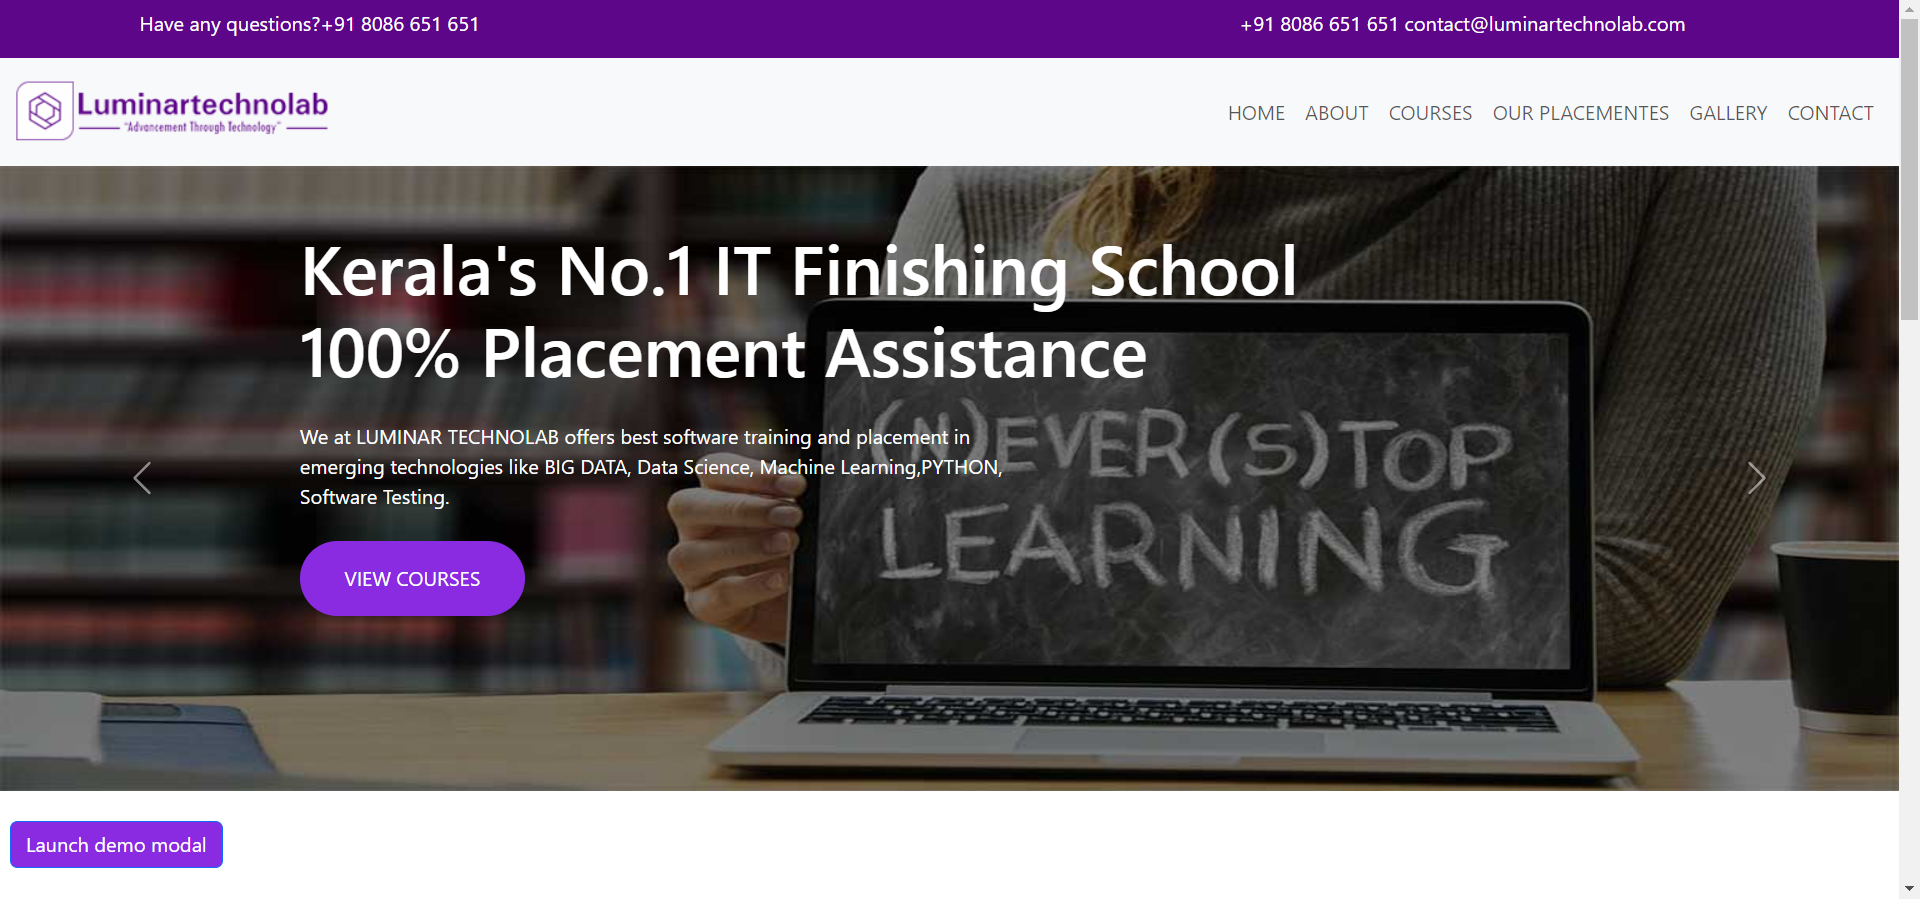 Have any questions?+91 8086 651 651
+91 8086 651 651 contact@luminartechnolab.com
Luminartechnolab
"Advancement Through Technology"
HOME ABOUT COURSES OUR PLACEMENTES GALLERY CONTACT
Kerala's No.1 IT Finishing School
100% Placement Assistance
We at LUMINAR TECHNOLAB offers best software training and placement in
emerging technologies like BIG DATA, Data Science, Machine Learning,PYTHON,
Software Testing.
(N)EVER (S)TOP
LEARNING
VIEW COURSES
Launch demo modal